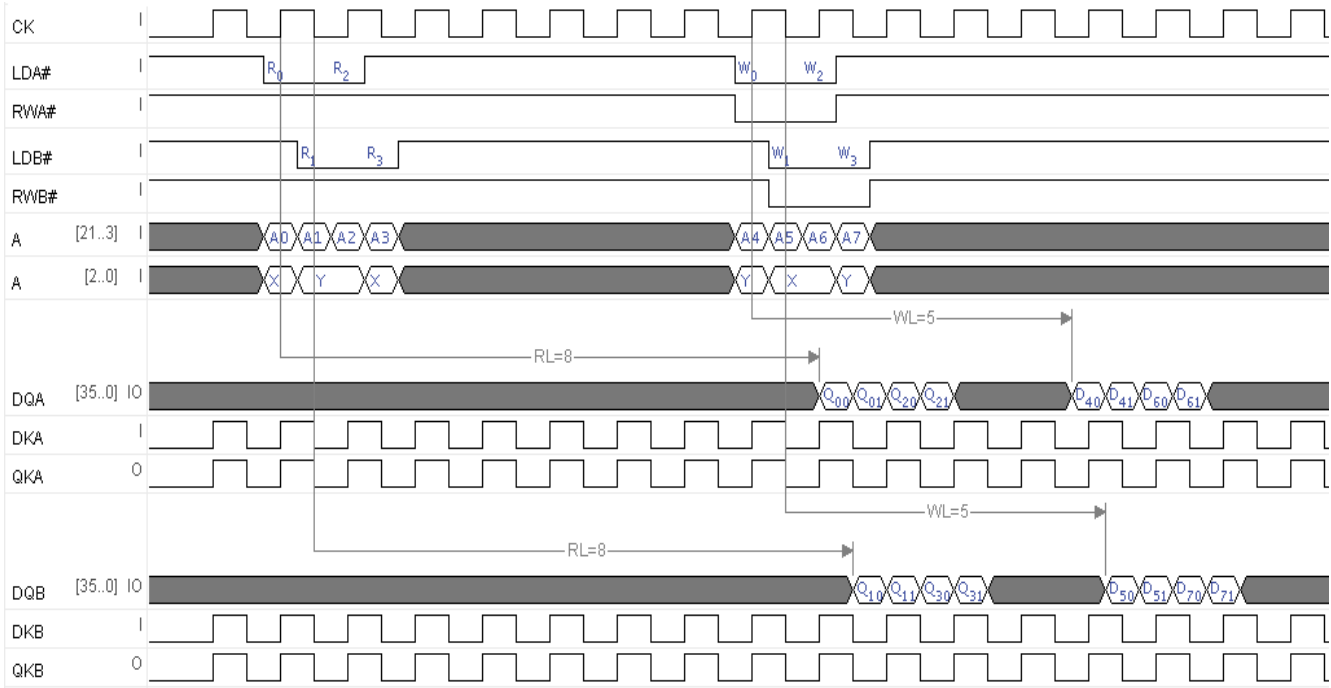 CK I
LDA# I R0 R2 W0 W2
RWA# I
LDB# I R1 R3 W1 W3
RWB# I
A [21..3] I A0 A1 A2 A3 A4 A5 A6 A7
A [2..0] I X Y X Y X Y
WL=5
RL=8
DQA [35..0] IO Q00 Q01 Q20 Q21 D40 D41 D60 D61
DKA I
QKA O
WL=5
RL=8
DQB [35..0] IO Q10 Q11 Q30 Q31 D50 D51 D70 D71
DKB I
QKB O